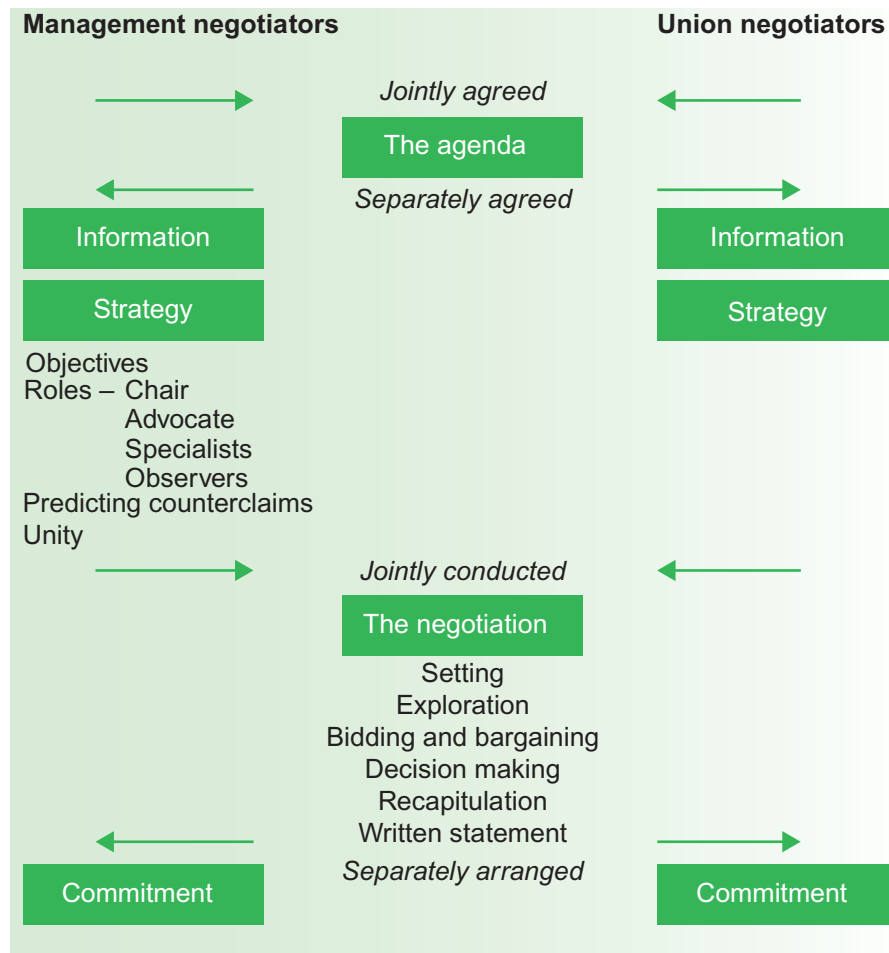 Management negotiators
Union negotiators
Jointly agreed
The agenda
Separately agreed
Information
Information
Strategy
Strategy
Objectives
Roles – Chair
Advocate
Specialists
Observers
Predicting counterclaims
Unity
Jointly conducted
The negotiation
Setting
Exploration
Bidding and bargaining
Decision making
Recapitulation
Written statement
Separately arranged
Commitment
Commitment